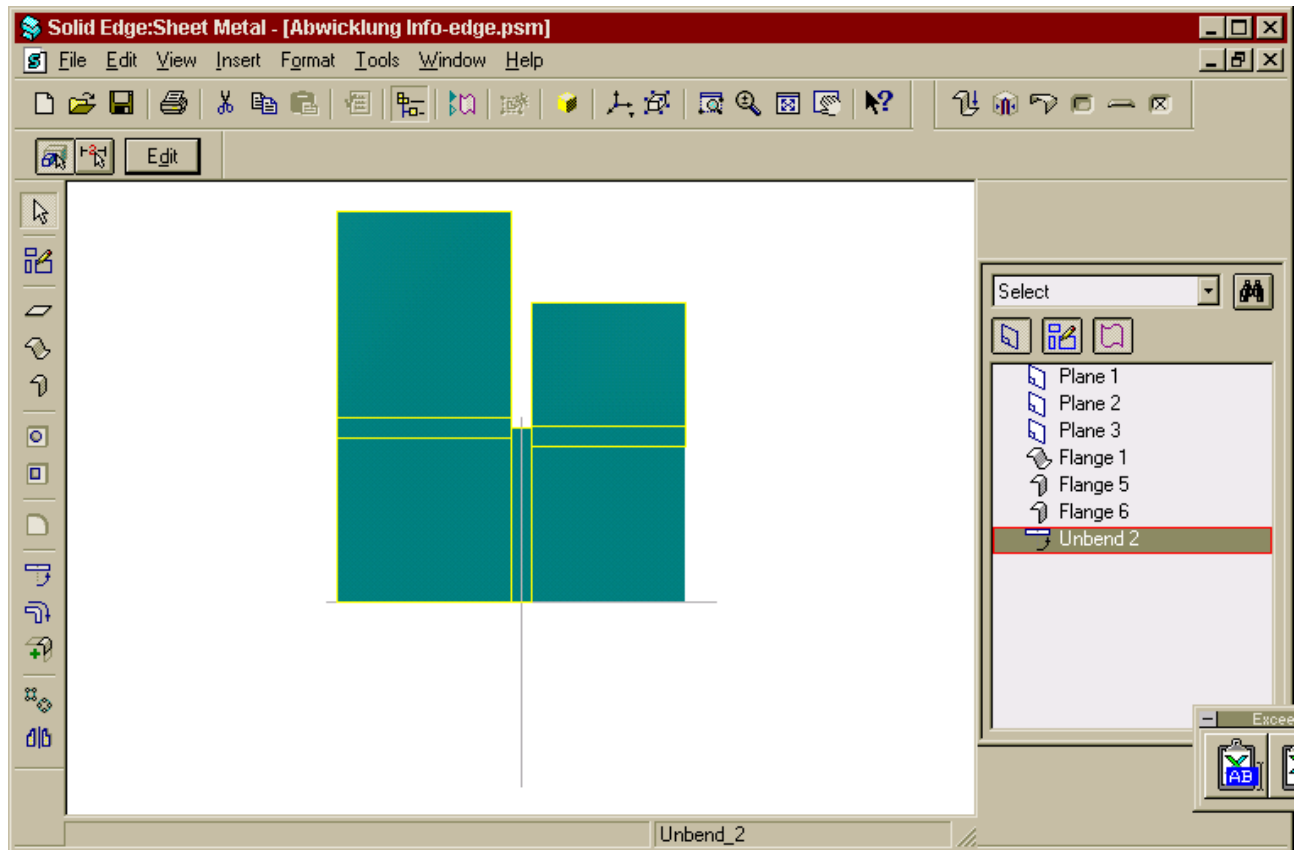 Solid Edge:Sheet Metal - [Abwicklung Info-edge.psm]
File Edit View Insert Format Tools Window Help
Edit
Select
Plane 1
Plane 2
Plane 3
Flange 1
Flange 5
Flange 6
Unbend 2
Excee
AB
Unbend_2